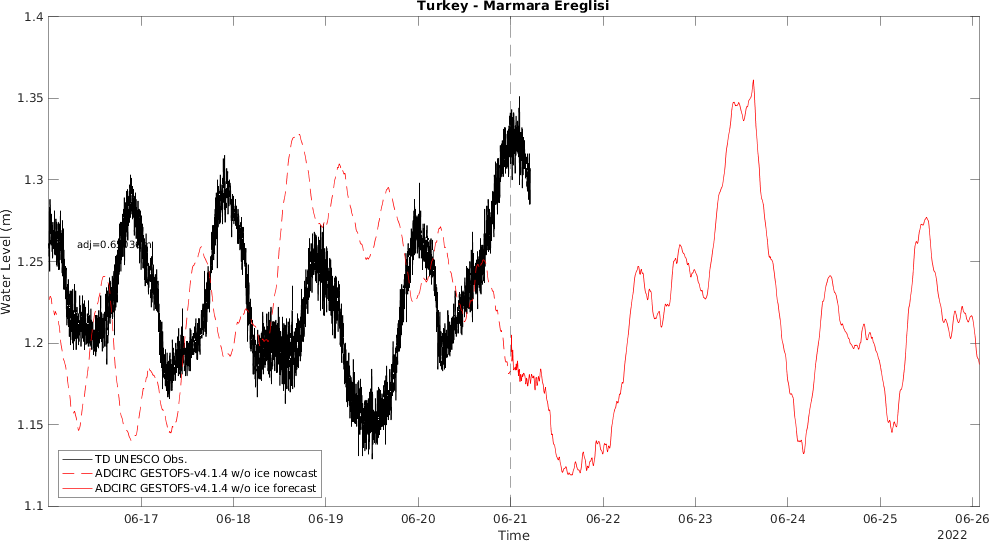 Turkey - Marmara Ereglisi
1.4
1.35
1.3
1.25
1.2
1.15
1.1
Water Level (m)
TD UNESCO Obs.
ADCIRC GESTOFS-v4.1.4 w/o ice nowcast
ADCIRC GESTOFS-v4.1.4 w/o ice forecast
06-17 06-18 06-19 06-20 06-21 06-22 06-23 06-24 06-25 06-26
Time
2022